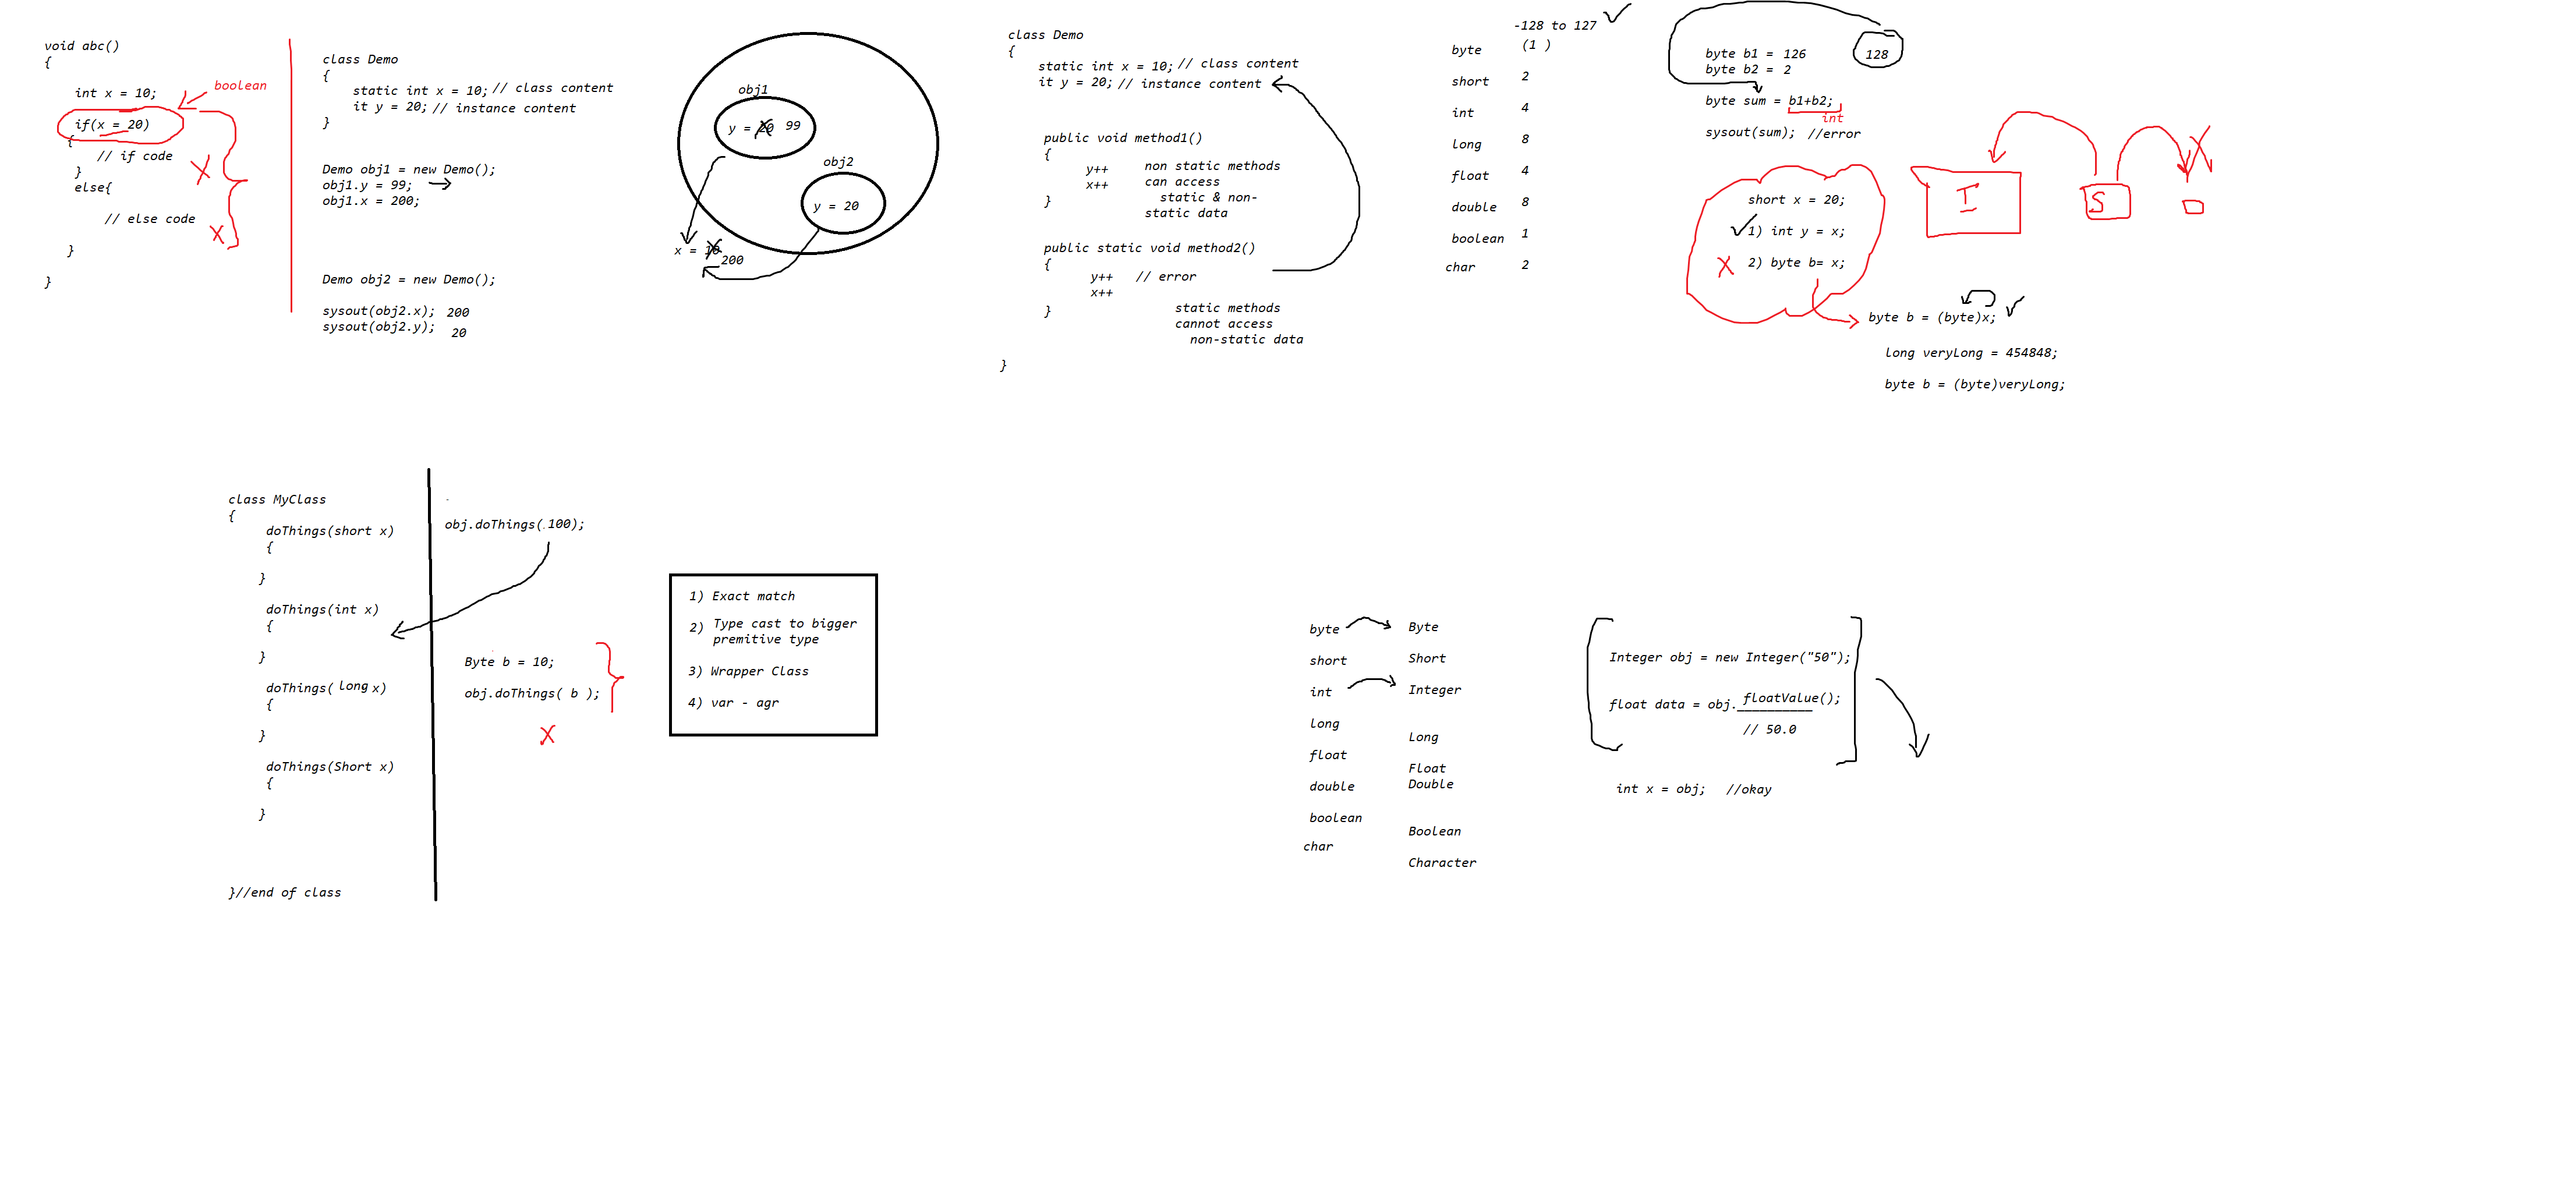 void abc()
{
int x = 10;
boolean
if(x = 20)
{
// if code
}
else{
// else code
}
}
X
X
class Demo
{
static int x = 10; // class content
it y = 20; // instance content
}
Demo obj1 = new Demo();
obj1.y = 99;
obj1.x = 200;
Demo obj2 = new Demo();
sysout(obj2.x); 200
sysout(obj2.y); 20
obj1
y = 20 99
obj2
y = 20
x = 10
200
class Demo
{
static int x = 10; // class content
it y = 20; // instance content
public void method1()
{
y++
x++
}
non static methods
can access
static & non-
static data
public static void method2()
{
y++ // error
x++
}
static methods
cannot access
non-static data
}
-128 to 127
byte (1 )
short 2
int 4
long 8
float 4
double 8
boolean 1
char 2
byte b1 = 126
byte b2 = 2
128
byte sum = b1+b2;
int
sysout(sum); //error
short x = 20;
1) int y = x;
X 2) byte b= x;
I
S
byte b = (byte)x;
long veryLong = 454848;
byte b = (byte)veryLong;
class MyClass
{
doThings(short x)
{
}
doThings(int x)
{
}
doThings( long x)
{
}
doThings(Short x)
{
}
}//end of class
obj.doThings( 100);
Byte b = 10;
obj.doThings( b );
X
1) Exact match
2) Type cast to bigger
premitive type
3) Wrapper Class
4) var - agr
byte
short
int
long
float
double
boolean
char
Byte
Short
Integer
Long
Float
Double
Boolean
Character
Integer obj = new Integer("50");
float data = obj. floatValue();
// 50.0
int x = obj; //okay